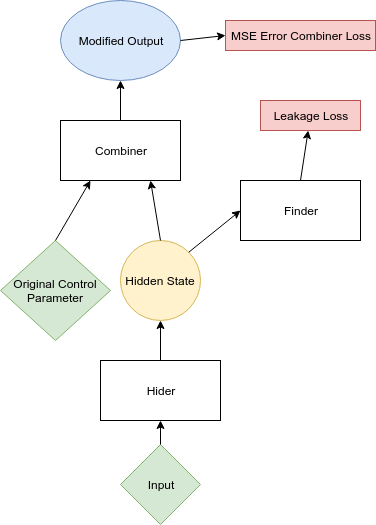 Modified Output
MSE Error Combiner Loss
Leakage Loss
Combiner
Finder
Original Control
Parameter
Hidden State
Hider
Input